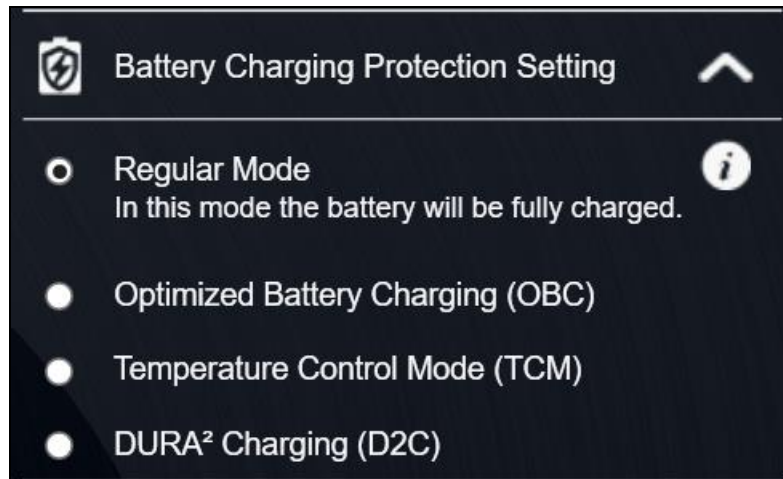 Battery Charging Protection Setting
Regular Mode
In this mode the battery will be fully charged.
Optimized Battery Charging (OBC)
Temperature Control Mode (TCM)
DURA² Charging (D2C)